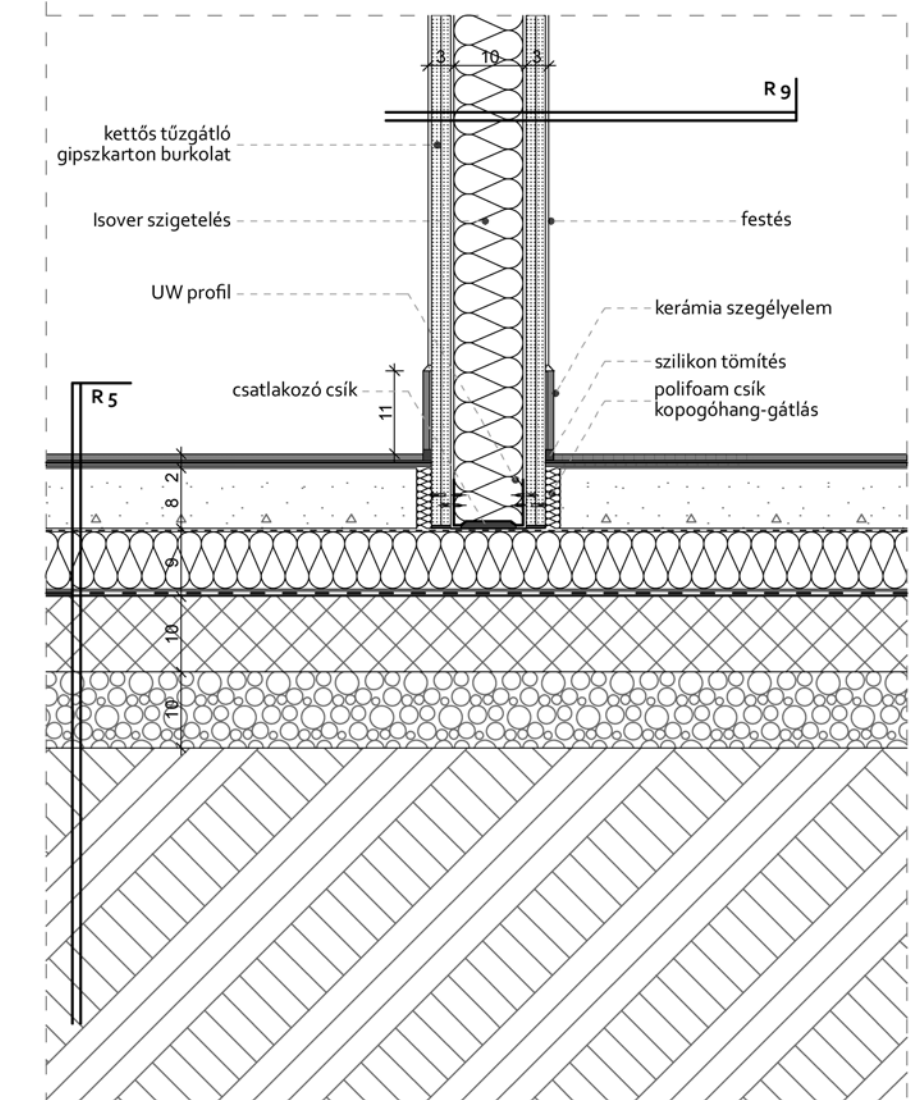 3 10 3
R 9
kettős tűzgátló
gipszkarton burkolat
Isover szigetelés
festés
UW profil
kerámia szegélyelem
szilikon tömítés
csatlakozó csík
polifoam csík
kopogóhang-gátlás
R 5
11
2
8
9
10
10